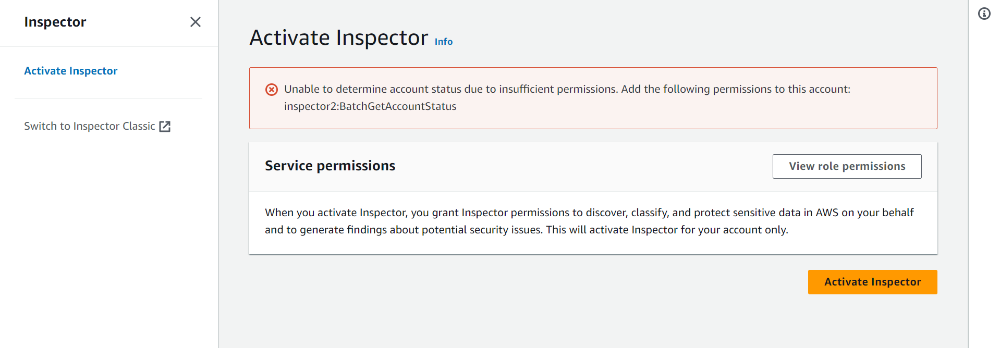 Inspector
Activate Inspector
Switch to Inspector Classic
Activate Inspector Info
Unable to determine account status due to insufficient permissions. Add the following permissions to this account:
inspector2:BatchGetAccountStatus
Service permissions
View role permissions
When you activate Inspector, you grant Inspector permissions to discover, classify, and protect sensitive data in AWS on your behalf
and to generate findings about potential security issues. This will activate Inspector for your account only.
Activate Inspector